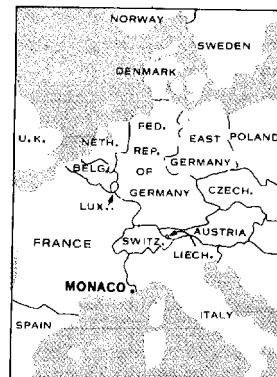 NORWAY
SWEDEN
DENMARK
U.K.
NETH.
FED.
REP.
OF
GERMANY
EAST
GERMANY
POLAND
BELG.
LUX.
CZECH.
FRANCE
SWITZ.
AUSTRIA
LIECH.
MONACO
ITALY
SPAIN